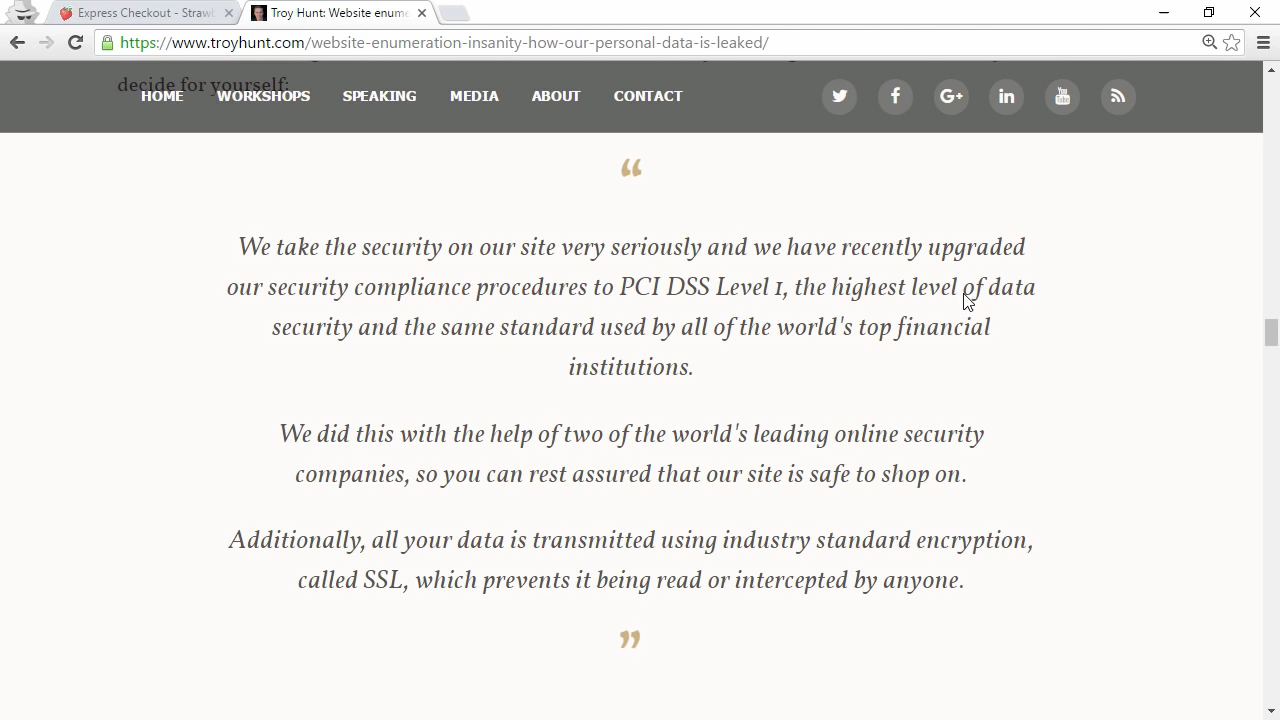 Express Checkout - Straw
Troy Hunt: Website enum
https://www.troyhunt.com/website-enumeration-insanity-how-our-personal-data-is-leaked/
decide for yourself:
HOME WORKSHOPS SPEAKING MEDIA ABOUT CONTACT
You Tube
“
We take the security on our site very seriously and we have recently upgraded
our security compliance procedures to PCI DSS Level 1, the highest level of data
security and the same standard used by all of the world's top financial
institutions.
We did this with the help of two of the world's leading online security
companies, so you can rest assured that our site is safe to shop on.
Additionally, all your data is transmitted using industry standard encryption,
called SSL, which prevents it being read or intercepted by anyone.
”